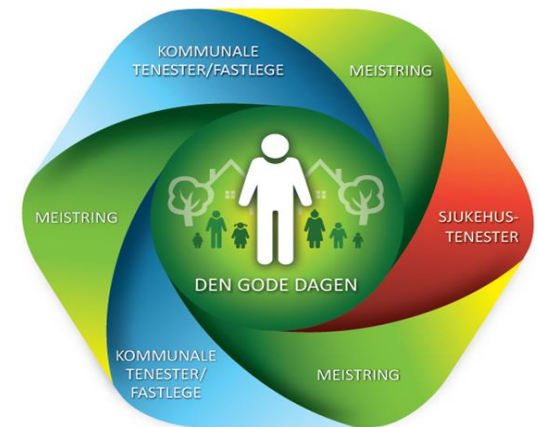 KOMMUNALE
TENESTER/FASTLEGE
MEISTRING
SJUKEHUS-
TENESTER
MEISTRING
KOMMUNALE
TENESTER/
FASTLEGE
MEISTRING
DEN GODE DAGEN